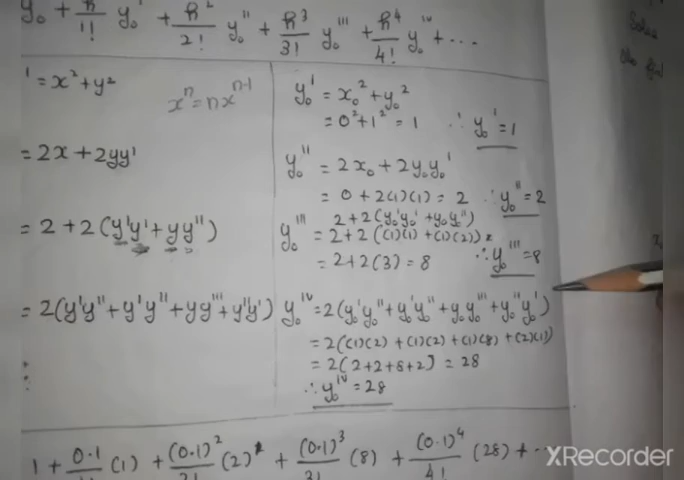 y₀ + h/1! y₀' + h²/2! y₀'' + h³/3! y₀''' + h⁴/4! y₀ⁱᵛ + ...
' = x² + y²
xⁿ = nxⁿ⁻¹
= 2x + 2yy'
= 2 + 2(y'y' + yy'')
= 2(y'y'' + y'y'' + yy''' + y''y')
y₀' = x₀² + y₀²
= 0² + 1² = 1 ∴ y₀' = 1
y₀'' = 2x₀ + 2y₀y₀'
= 0 + 2(1)(1) = 2 ∴ y₀'' = 2
2 + 2(y₀'y₀' + y₀y₀'')
y₀''' = 2 + 2((1)(1) + (1)(2))
= 2 + 2(3) = 8 ∴ y₀''' = 8
y₀ⁱᵛ = 2(y₀'y₀'' + y₀'y₀'' + y₀y₀''' + y₀''y₀')
= 2((1)(2) + (1)(2) + (1)(8) + (2)(1))
= 2(2+2+8+2) = 28
∴ y₀ⁱᵛ = 28
1 + 0.1/1! (1) + (0.1)²/2! (2) + (0.1)³/3! (8) + (0.1)⁴/4! (28) + ...
XRecorder